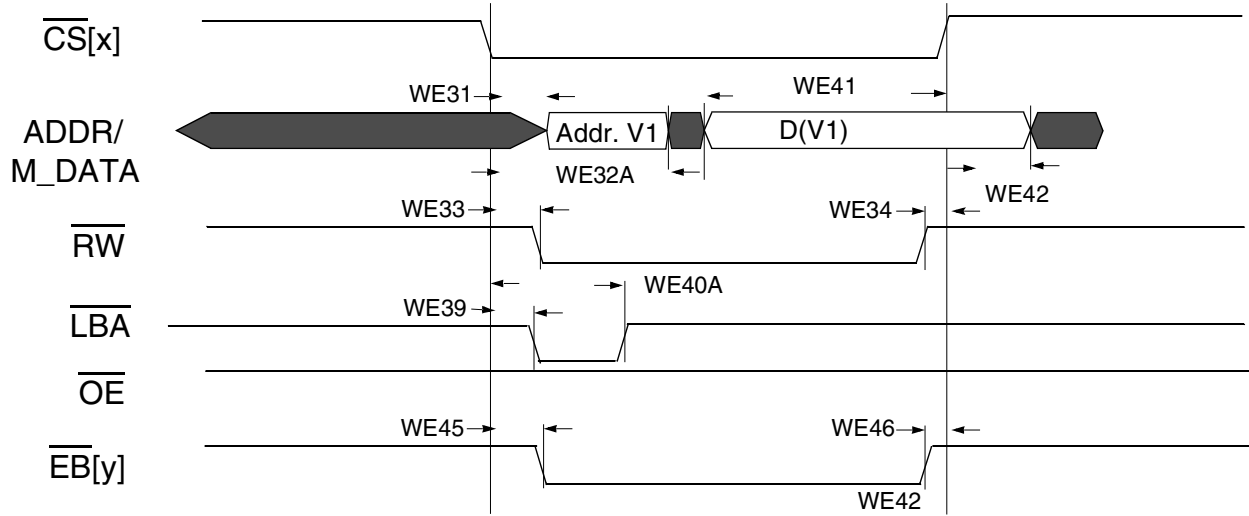 CS[x]
WE31
WE41
ADDR/
M_DATA
Addr. V1
D(V1)
WE32A
WE42
WE33
WE34
RW
WE40A
WE39
LBA
OE
WE45
WE46
EB[y]
WE42